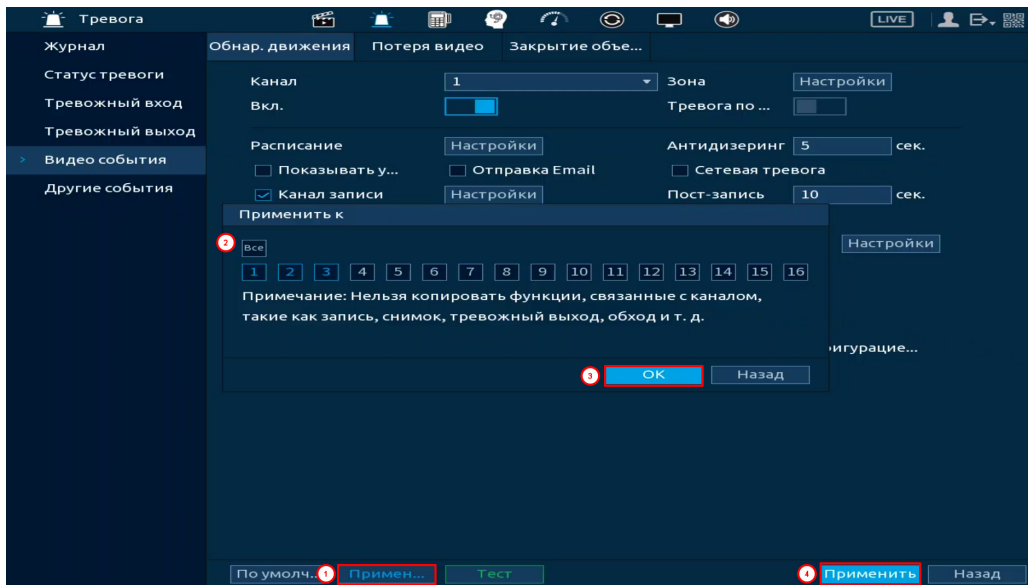 Тревога
LIVE
Журнал
Статус тревоги
Тревожный вход
Тревожный выход
Видео события
Другие события
Обнар. движения
Потеря видео
Закрытие объе...
Канал
1
Зона
Настройки
Вкл.
Тревога по ...
Расписание
Настройки
Антидизеринг
5
сек.
Показывать у...
Отправка Email
Сетевая тревога
Канал записи
Настройки
Пост-запись
10
сек.
Применить к
2
Все
Настройки
1 2 3 4 5 6 7 8 9 10 11 12 13 14 15 16
Примечание: Нельзя копировать функции, связанные с каналом,
такие как запись, снимок, тревожный выход, обход и т. д.
игурацие...
3
OK
Назад
По умолч..
1
Примен...
Тест
4
Применить
Назад